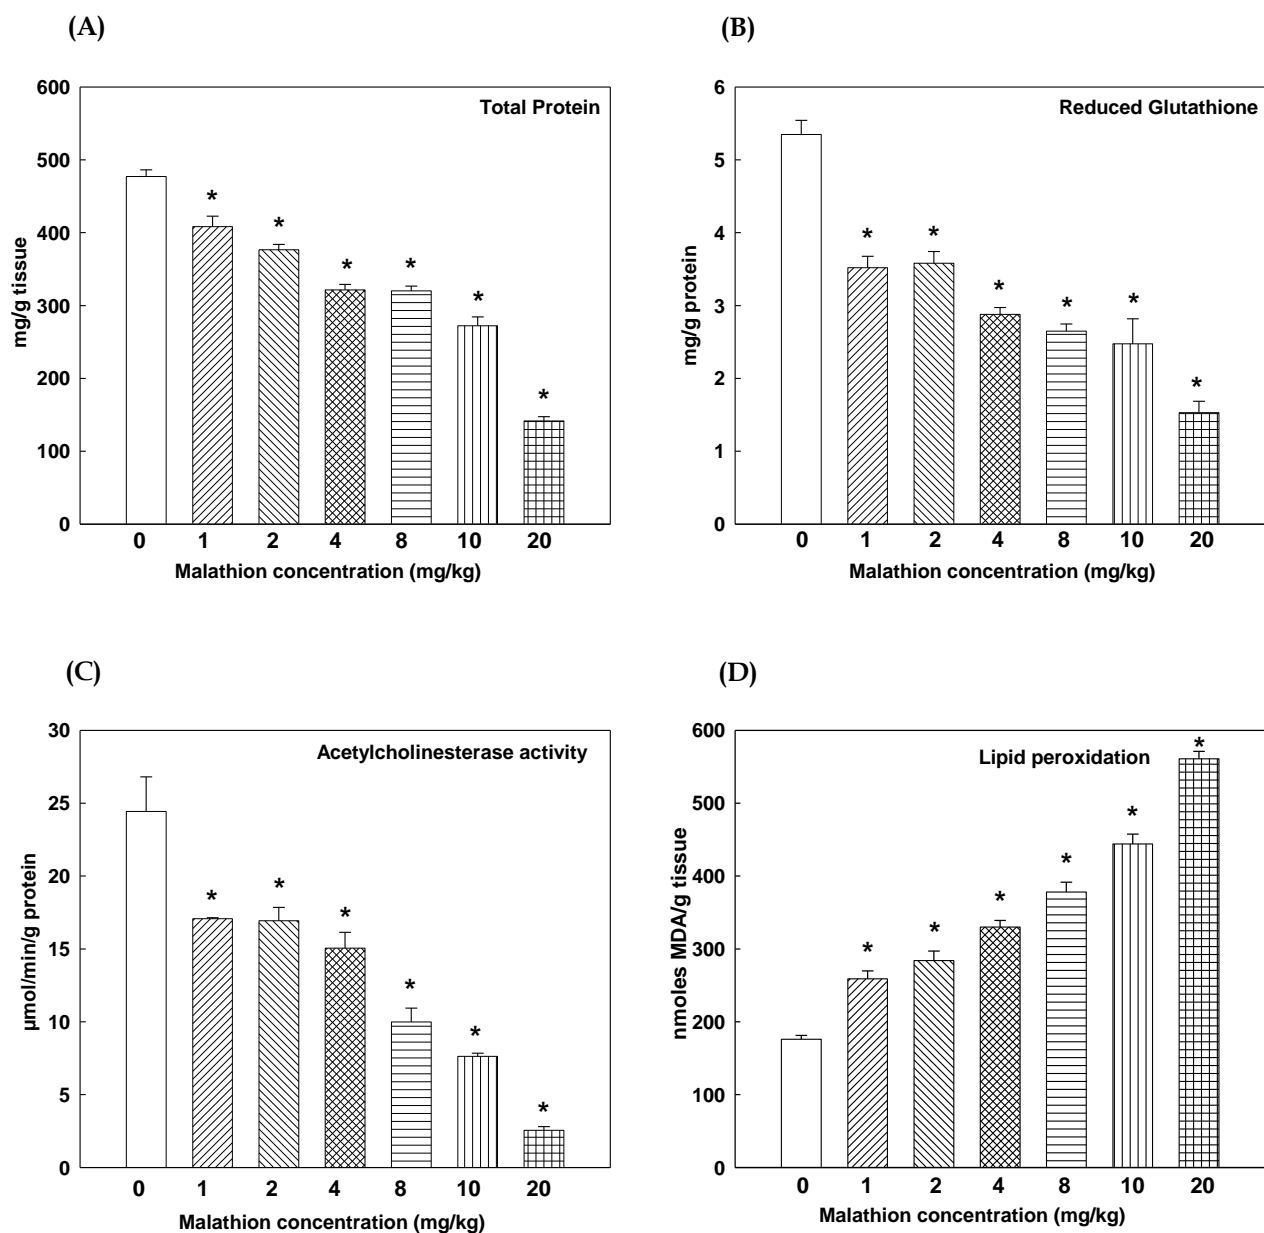 (A)
Total Protein
mg/g tissue
600
500
400
300
200
100
0
* * * * * *
0 1 2 4 8 10 20
Malathion concentration (mg/kg)
(B)
Reduced Glutathione
mg/g protein
6
5
4
3
2
1
0
* * * * * *
0 1 2 4 8 10 20
Malathion concentration (mg/kg)
(C)
Acetylcholinesterase activity
µmol/min/g protein
30
25
20
15
10
5
0
* * * * * *
0 1 2 4 8 10 20
Malathion concentration (mg/kg)
(D)
Lipid peroxidation
nmoles MDA/g tissue
600
500
400
300
200
100
0
* * * * * *
0 1 2 4 8 10 20
Malathion concentration (mg/kg)